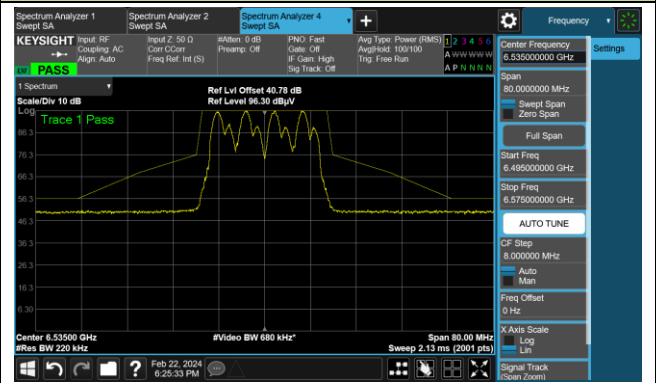 Spectrum Analyzer 1
Swept SA
Spectrum Analyzer 2
Swept SA
Spectrum Analyzer 4
Swept SA
Frequency
KEYSIGHT
Input: RF
Coupling: AC
Align: Auto
Input Z: 50 Ω
Corr CCorr
Freq Ref: Int (S)
#Atten: 0 dB
Preamp: Off
PNO: Fast
Gate: Off
IF Gain: High
Sig Track: Off
Avg Type: Power (RMS)
Avg|Hold: 100/100
Trig: Free Run
1 2 3 4 5 6
A W W W W W
A P N N N N
LVI PASS
1 Spectrum
Scale/Div 10 dB
Ref Lvl Offset 40.78 dB
Ref Level 96.30 dBµV
Log
Trace 1 Pass
86.3
76.3
66.3
56.3
46.3
36.3
26.3
16.3
6.30
Center 6.53500 GHz
#Res BW 220 kHz
#Video BW 680 kHz*
Span 80.00 MHz
Sweep 2.13 ms (2001 pts)
Center Frequency
6.535000000 GHz
Settings
Span
80.0000000 MHz
Swept Span
Zero Span
Full Span
Start Freq
6.495000000 GHz
Stop Freq
6.575000000 GHz
AUTO TUNE
CF Step
8.000000 MHz
Auto
Man
Freq Offset
0 Hz
X Axis Scale
Log
Lin
Signal Track
(Span Zoom)
?
Feb 22, 2024
6:25:33 PM